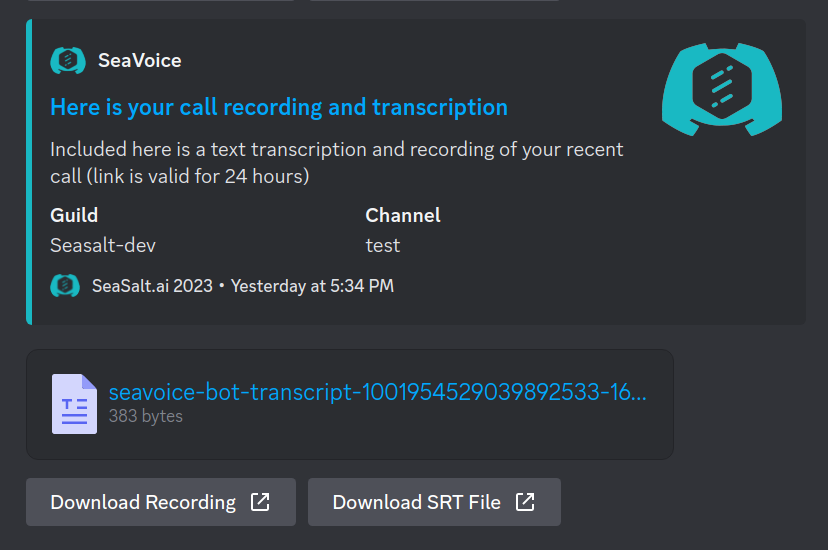 SeaVoice
Here is your call recording and transcription
Included here is a text transcription and recording of your recent
call (link is valid for 24 hours)
Guild Channel
Seasalt-dev test
SeaSalt.ai 2023 • Yesterday at 5:34 PM
seavoice-bot-transcript-1001954529039892533-16...
383 bytes
Download Recording Download SRT File